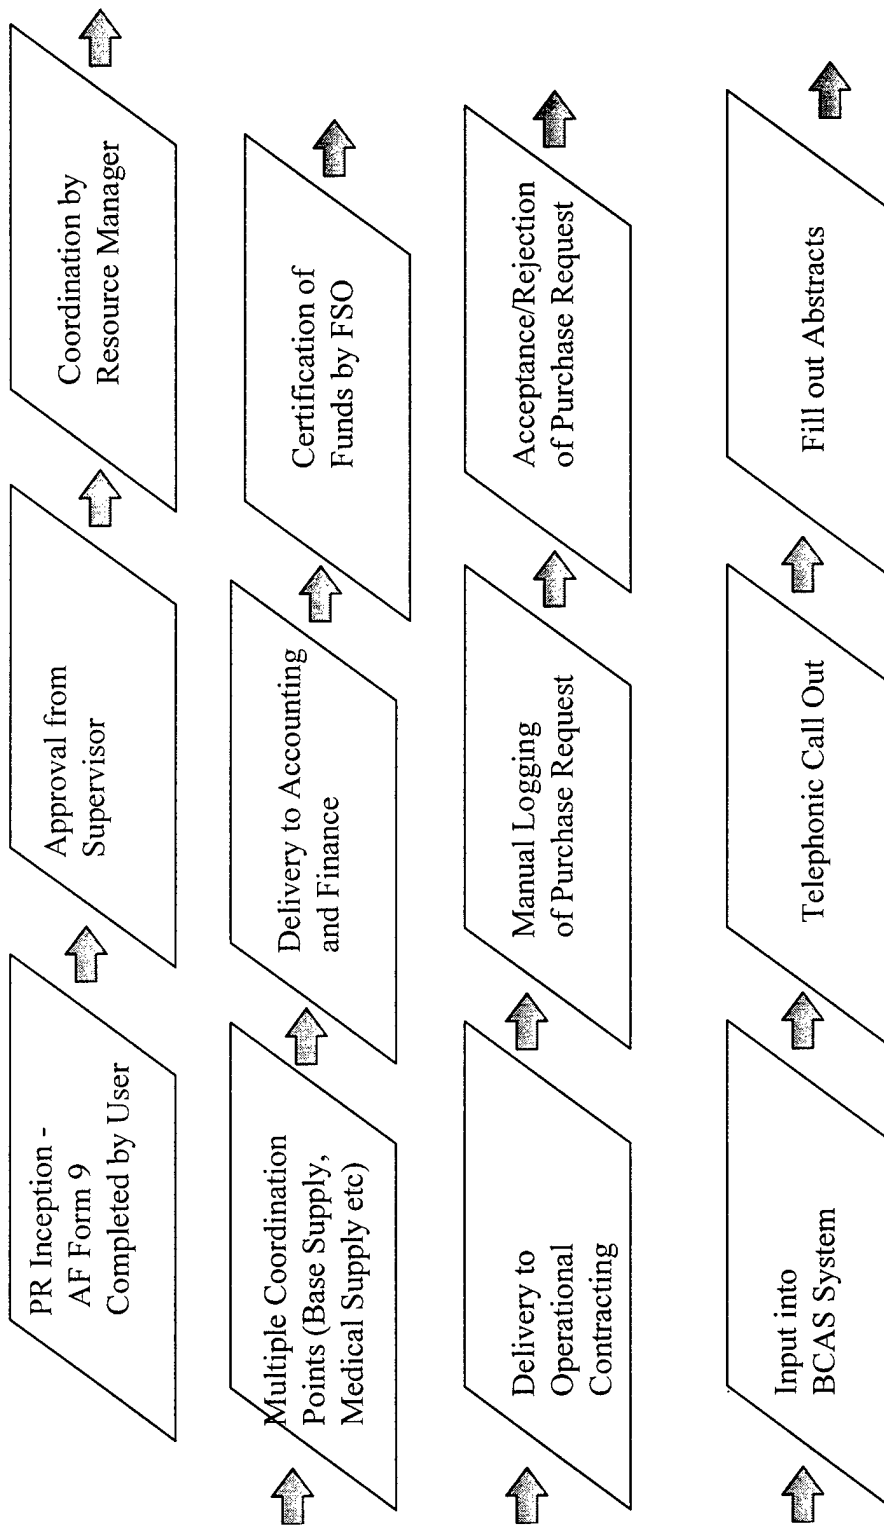 PR Inception -
AF Form 9
Completed by User
Approval from
Supervisor
Coordination by
Resource Manager
Multiple Coordination
Points (Base Supply,
Medical Supply etc)
Delivery to Accounting
and Finance
Certification of
Funds by FSO
Delivery to
Operational
Contracting
Manual Logging
of Purchase Request
Acceptance/Rejection
of Purchase Request
Input into
BCAS System
Telephonic Call Out
Fill out Abstracts